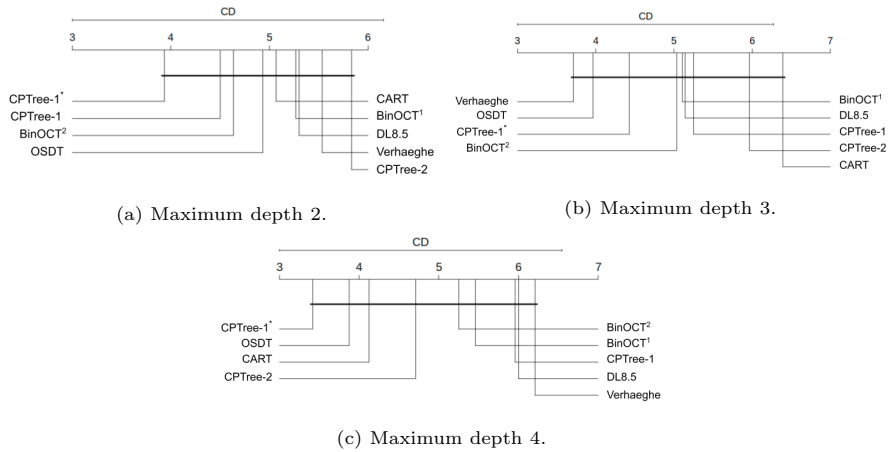 CD
3 4 5 6
CPTree-1*
CPTree-1
BinOCT²
OSDT
CART
BinOCT¹
DL8.5
Verhaeghe
CPTree-2
(a) Maximum depth 2.
CD
3 4 5 6 7
Verhaeghe
OSDT
CPTree-1*
BinOCT²
BinOCT¹
DL8.5
CPTree-1
CPTree-2
CART
(b) Maximum depth 3.
CD
3 4 5 6 7
CPTree-1*
OSDT
CART
CPTree-2
BinOCT²
BinOCT¹
CPTree-1
DL8.5
Verhaeghe
(c) Maximum depth 4.